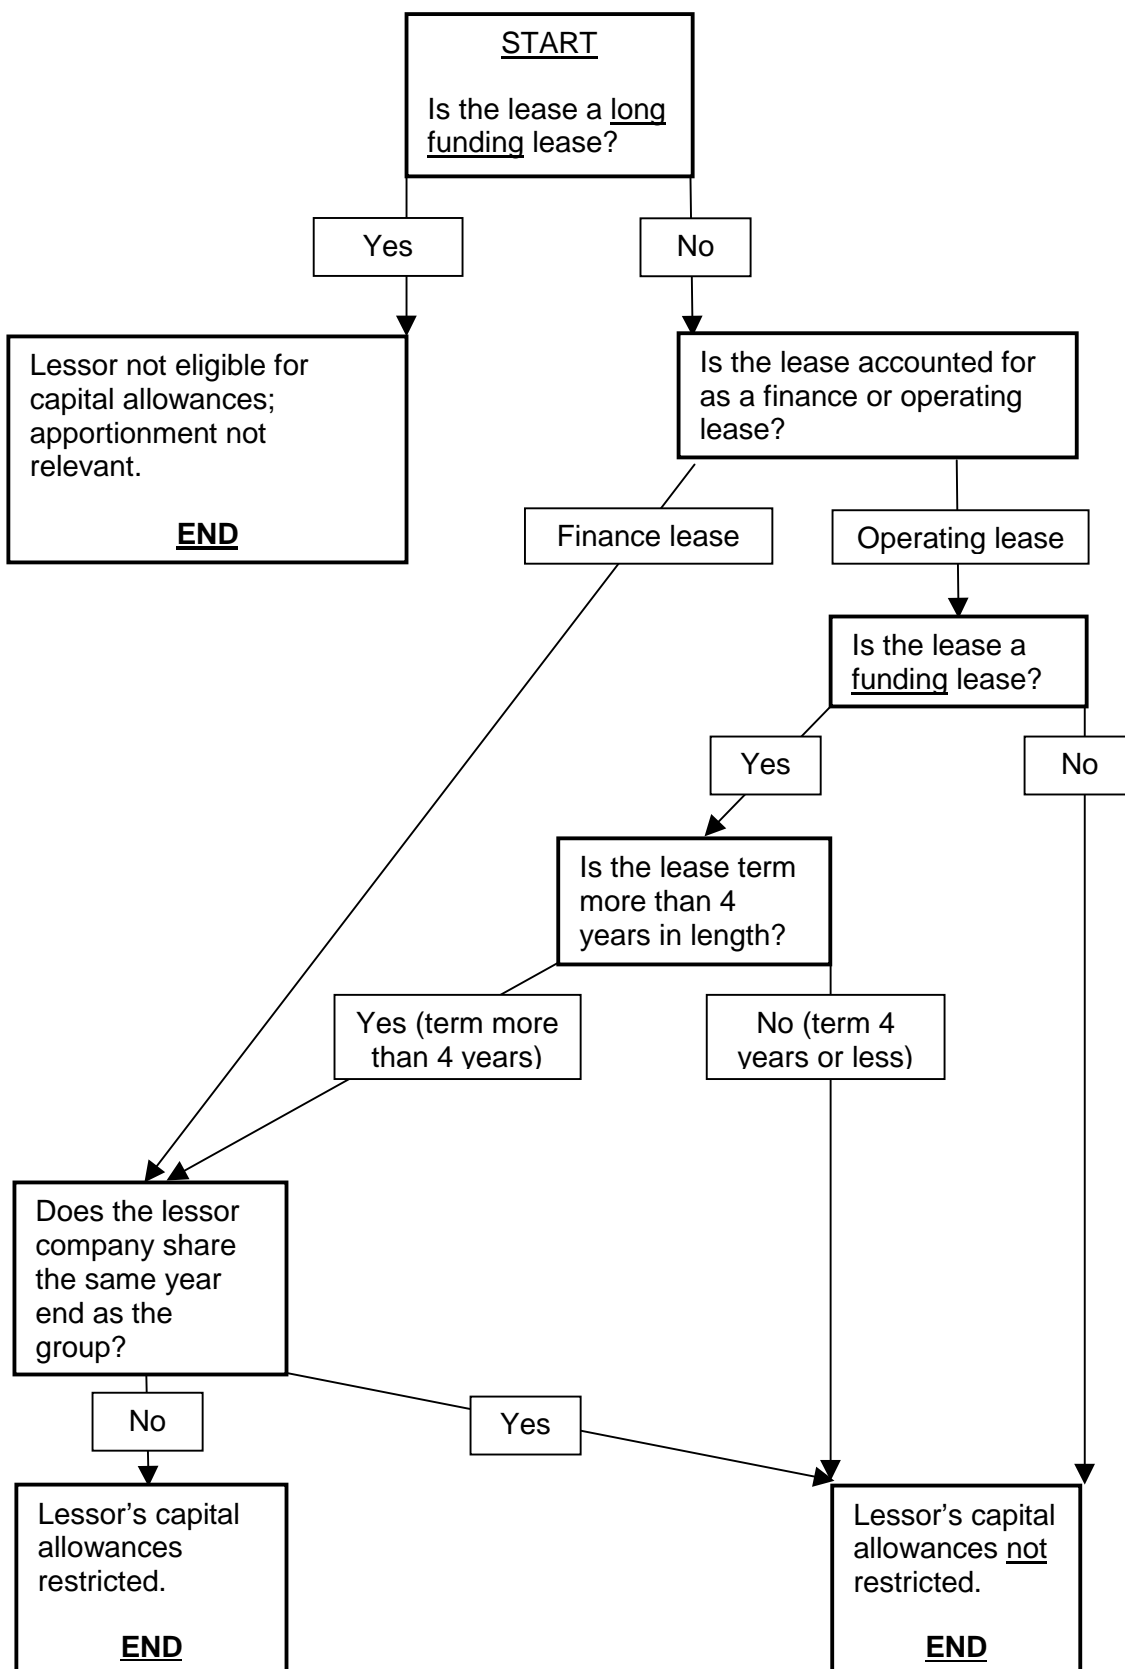 START
Is the lease a long
funding lease?
Yes
No
Lessor not eligible for
capital allowances;
apportionment not
relevant.
END
Is the lease accounted for
as a finance or operating
lease?
Finance lease
Operating lease
Is the lease a
funding lease?
Yes
No
Is the lease term
more than 4
years in length?
Yes (term more
than 4 years)
No (term 4
years or less)
Does the lessor
company share
the same year
end as the
group?
No
Yes
Lessor’s capital
allowances
restricted.
END
Lessor’s capital
allowances not
restricted.
END